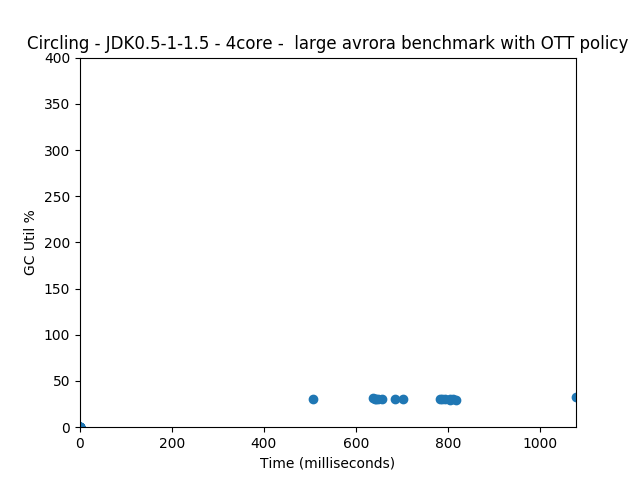 Circling - JDK0.5-1-1.5 - 4core -  large avrora benchmark with OTT policy
400
350
300
250
200
150
100
50
0
GC Util %
0 200 400 600 800 1000
Time (milliseconds)